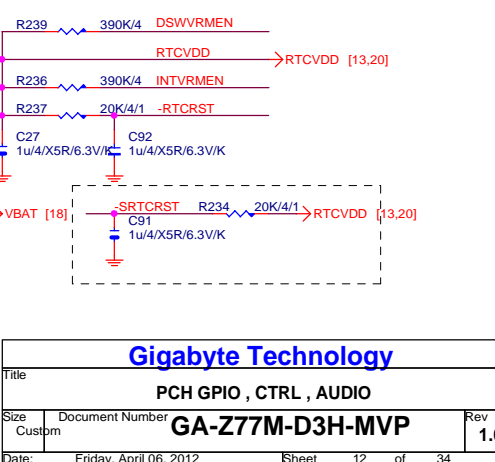 R239 390K/4 DSWVRMEN
RTCVDD RTCVDD [13,20]
R236 390K/4 INTVRMEN
R237 20K/4/1 -RTCRST
C27 C92
1u/4/X5R/6.3V/K 1u/4/X5R/6.3V/K
VBAT [18] -SRTCRST R234 20K/4/1 RTCVDD [13,20]
C91
1u/4/X5R/6.3V/K
Gigabyte Technology
Title
PCH GPIO , CTRL , AUDIO
Size Document Number Rev
Custom GA-Z77M-D3H-MVP
Date: Friday, April 06, 2012 Sheet 12 of 34